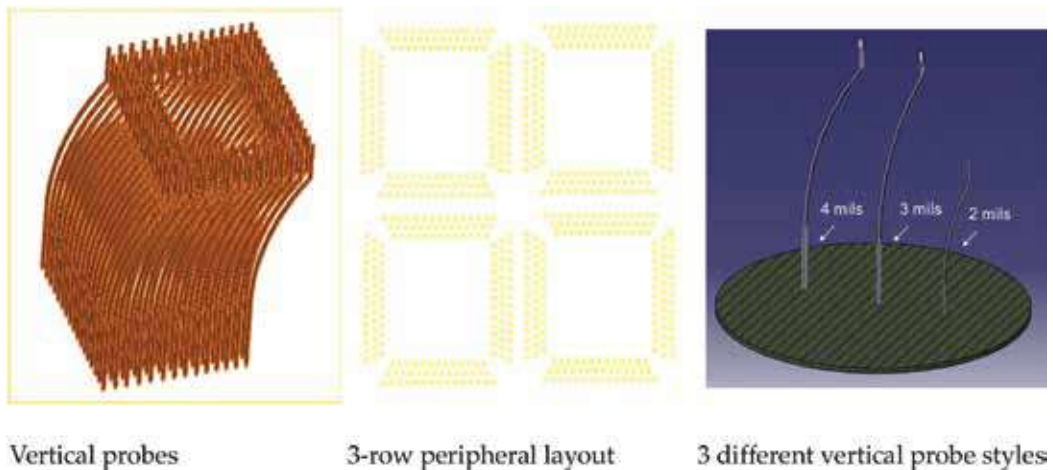 4 mils
3 mils
2 mils
Vertical probes
3-row peripheral layout
3 different vertical probe styles